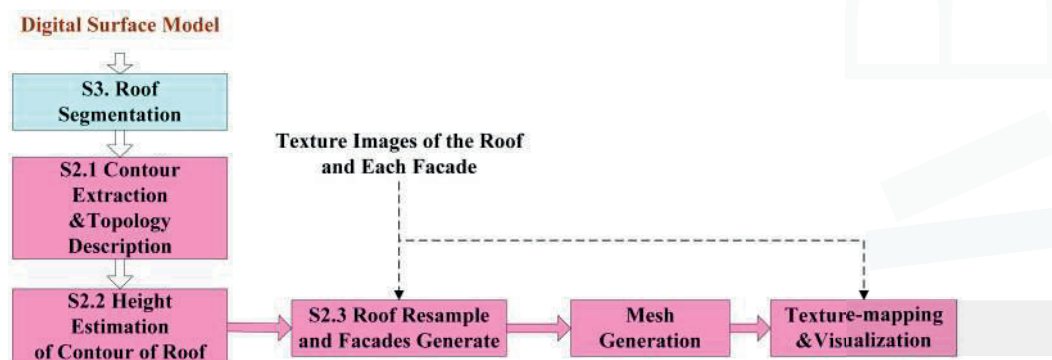 Digital Surface Model
S3. Roof
Segmentation
S2.1 Contour
Extraction
&Topology
Description
Texture Images of the Roof
and Each Facade
S2.2 Height
Estimation
of Contour of Roof
S2.3 Roof Resample
and Facades Generate
Mesh
Generation
Texture-mapping
&Visualization